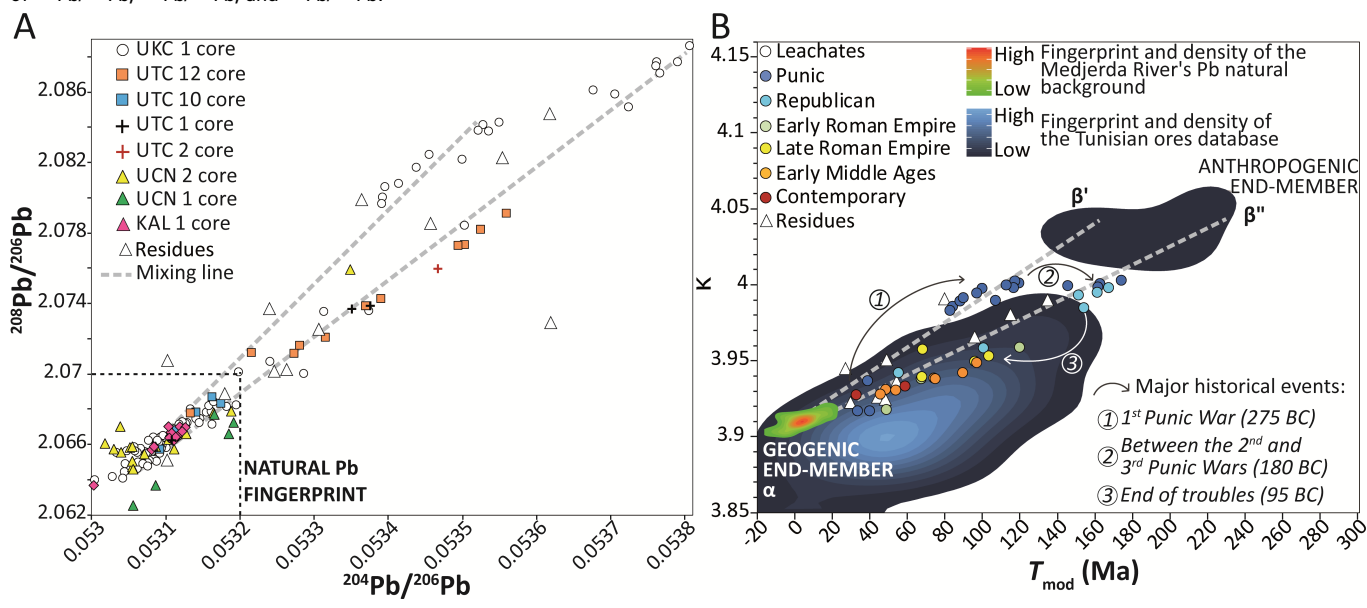 A
UKC 1 core
UTC 12 core
UTC 10 core
UTC 1 core
UTC 2 core
UCN 2 core
UCN 1 core
KAL 1 core
Residues
Mixing line
2.086
2.082
2.078
2.074
2.07
2.066
2.062
208Pb/206Pb
NATURAL Pb
FINGERPRINT
0.053
0.0531
0.0532
0.0533
0.0534
0.0535
0.0536
0.0537
0.0538
204Pb/206Pb
B
4.15
4.1
4.05
4
3.95
3.9
3.85
K
Leachates
Punic
Republican
Early Roman Empire
Late Roman Empire
Early Middle Ages
Contemporary
Residues
High
Low
Fingerprint and density of the
Medjerda River's Pb natural
background
High
Low
Fingerprint and density of
the Tunisian ores database
ANTHROPOGENIC
END-MEMBER
β'
β"
1
2
3
GEOGENIC
END-MEMBER
α
Major historical events:
1 1st Punic War (275 BC)
2 Between the 2nd and
3rd Punic Wars (180 BC)
3 End of troubles (95 BC)
-20
0
20
40
60
80
100
120
140
160
180
200
220
240
260
280
300
Tmod (Ma)